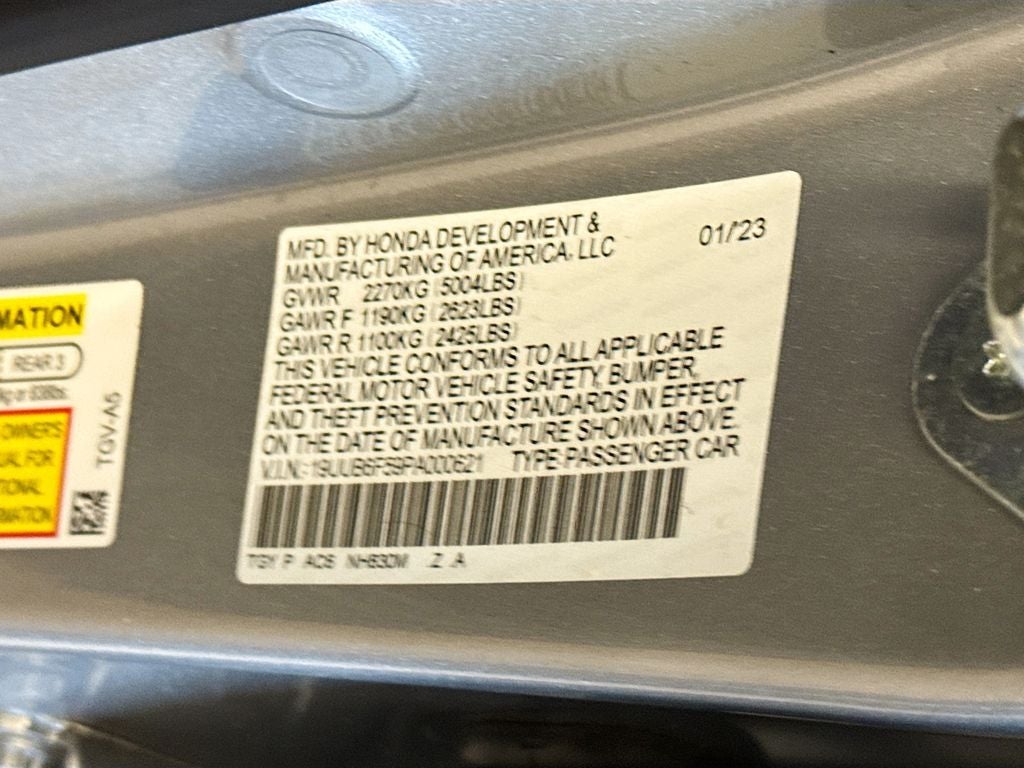 MATION
REAR 3
TGV-A5
OWNERS
UAL FOR
TIONAL
RMATION
MFD. BY HONDA DEVELOPMENT &
MANUFACTURING OF AMERICA, LLC
01/'23
GVWR 2270KG (5004LBS)
GAWR F 1190KG (2623LBS)
GAWR R 1100KG (2425LBS)
THIS VEHICLE CONFORMS TO ALL APPLICABLE
FEDERAL MOTOR VEHICLE SAFETY, BUMPER,
AND THEFT PREVENTION STANDARDS IN EFFECT
ON THE DATE OF MANUFACTURE SHOWN ABOVE.
V.I.N.: 19UUB6F59PA000621 TYPE:PASSENGER CAR
TGY P A06 NH830M Z A